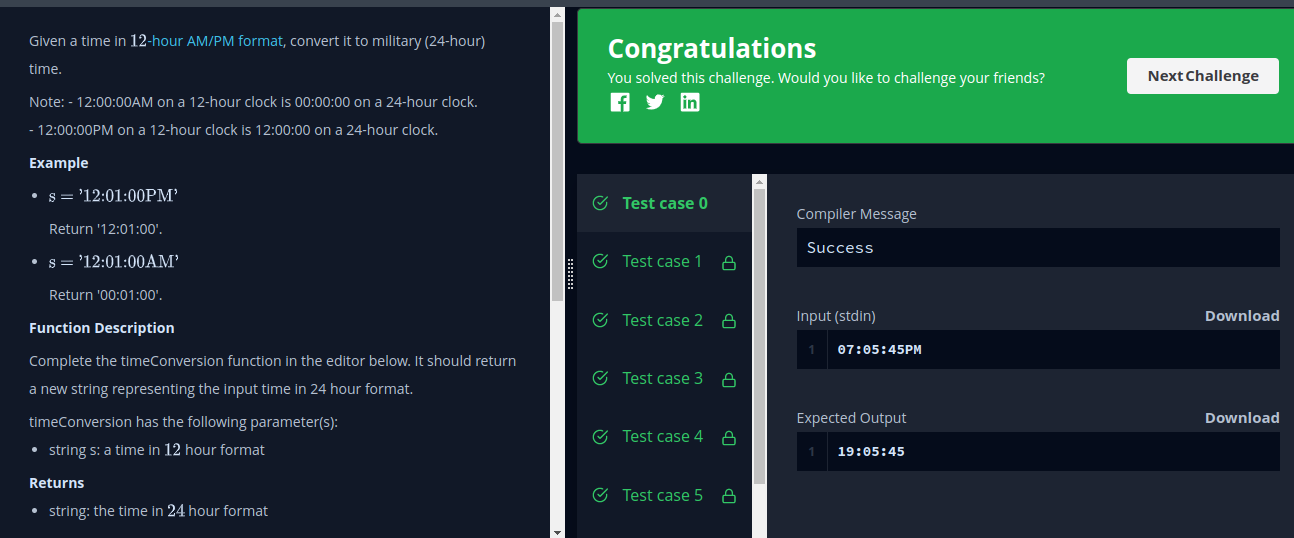 Given a time in 12-hour AM/PM format, convert it to military (24-hour)
time.
Note: - 12:00:00AM on a 12-hour clock is 00:00:00 on a 24-hour clock.
- 12:00:00PM on a 12-hour clock is 12:00:00 on a 24-hour clock.
Example
• s = '12:01:00PM'
Return '12:01:00'.
• s = '12:01:00AM'
Return '00:01:00'.
Function Description
Complete the timeConversion function in the editor below. It should return
a new string representing the input time in 24 hour format.
timeConversion has the following parameter(s):
• string s: a time in 12 hour format
Returns
• string: the time in 24 hour format
Congratulations
You solved this challenge. Would you like to challenge your friends?
Next Challenge
Test case 0
Test case 1
Test case 2
Test case 3
Test case 4
Test case 5
Compiler Message
Success
Input (stdin)
Download
1 07:05:45PM
Expected Output
Download
1 19:05:45